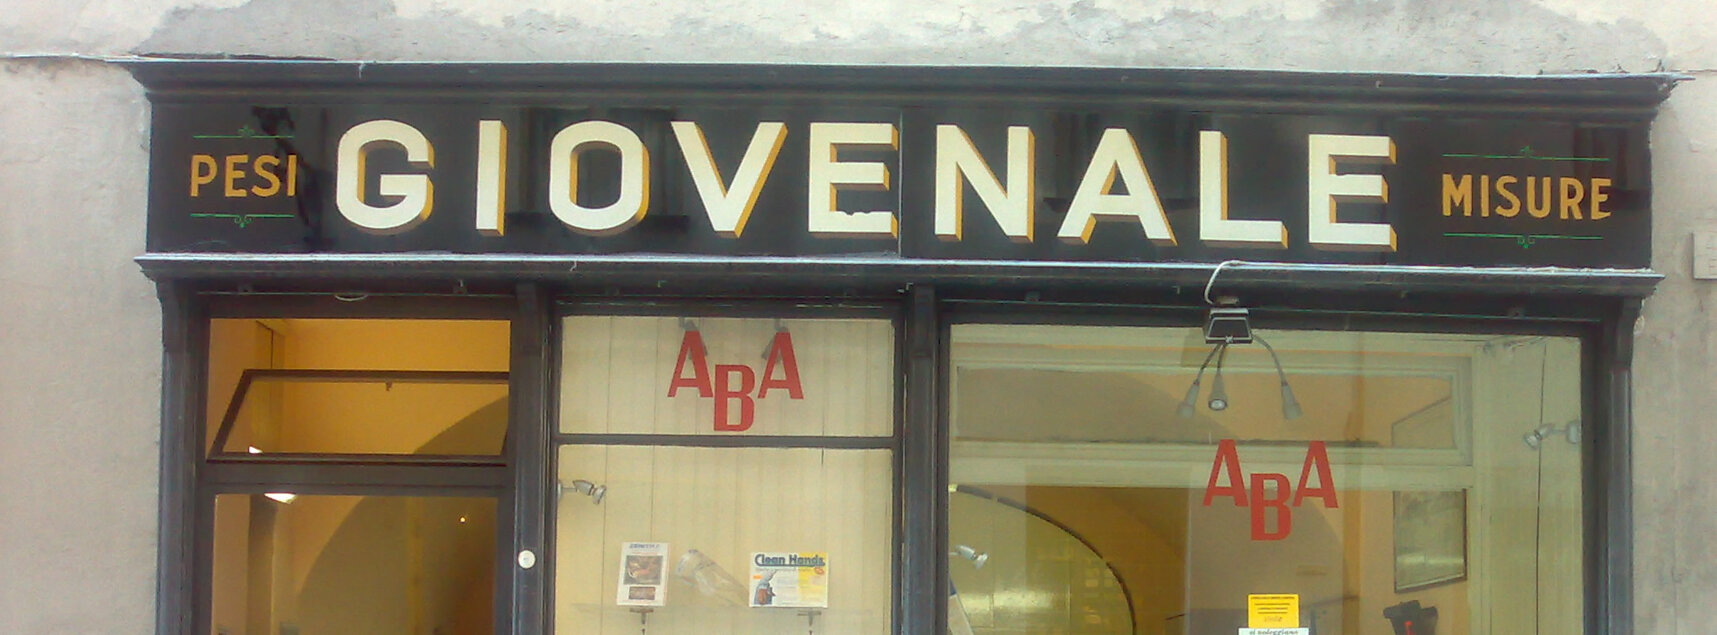 PESI GIOVENALE MISURE
ABA
ABA
Clean Hands